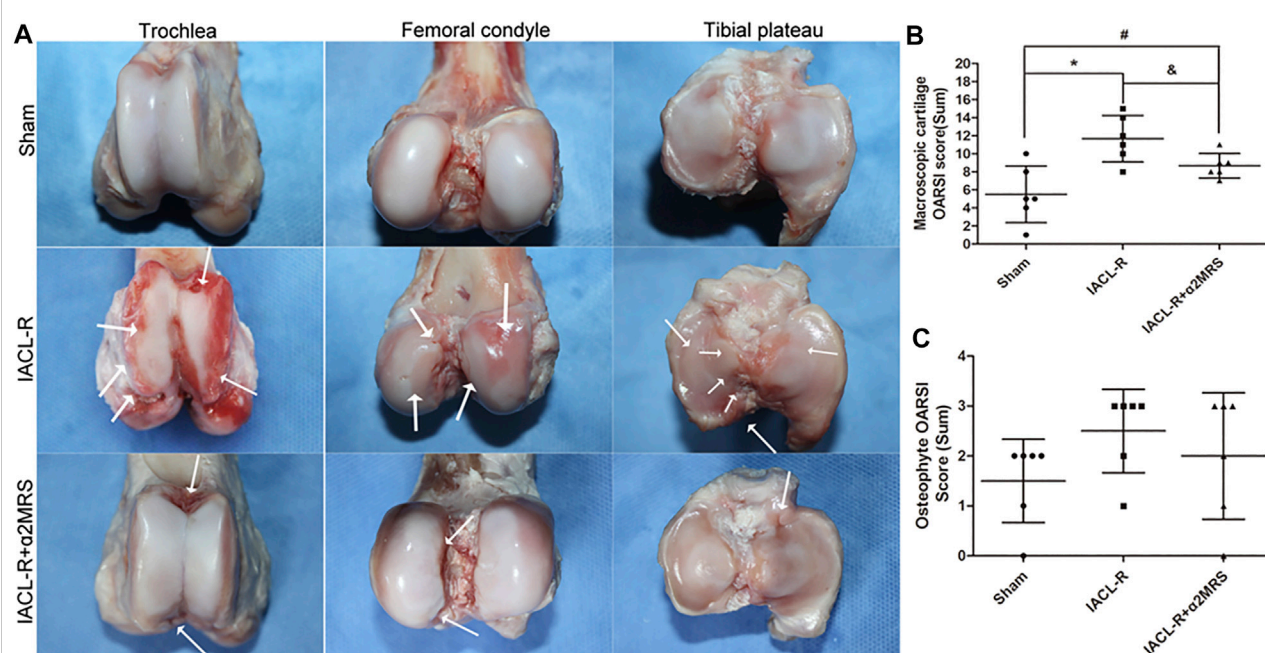 A
Trochlea
Femoral condyle
Tibial plateau
Sham
IACL-R
IACL-R+α2MRS
B
#
*
&
Macroscopic cartilage
OARSI score(Sum)
20
18
16
14
12
10
8
6
4
2
0
Sham
IACL-R
IACL-R+α2MRS
C
Osteophyte OARSI
Score (Sum)
4
3
2
1
0
Sham
IACL-R
IACL-R+α2MRS